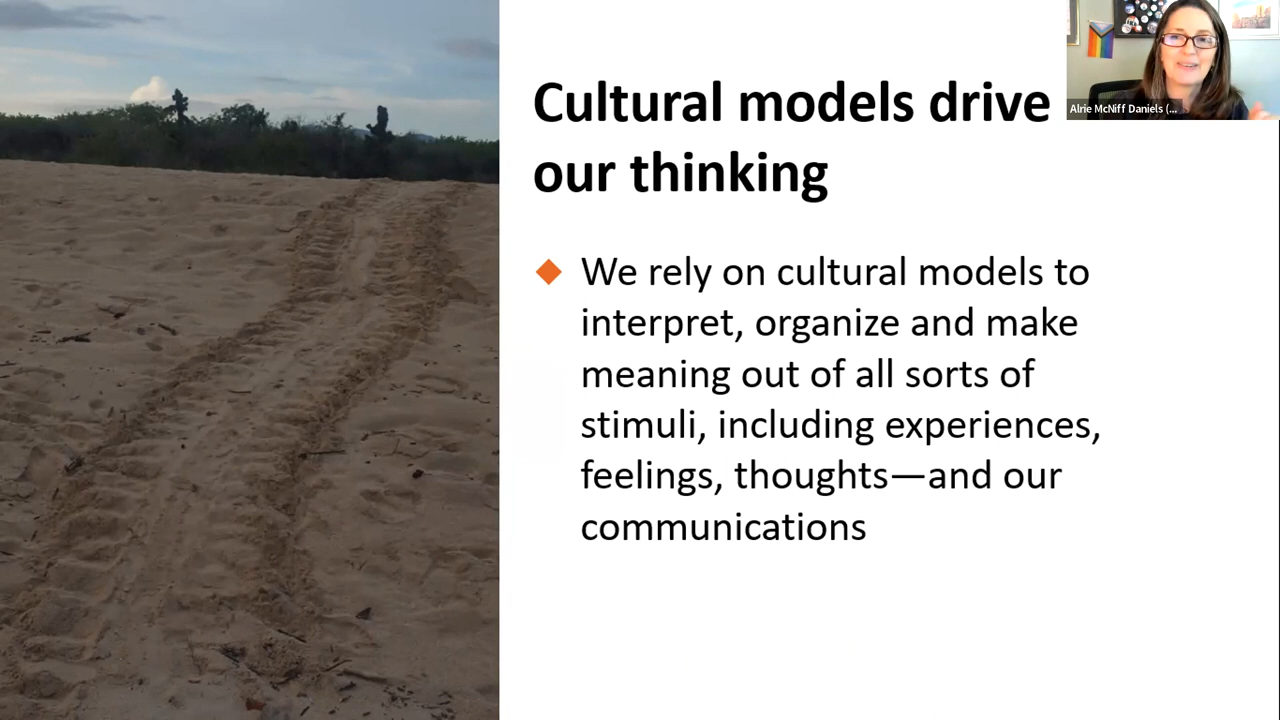 Cultural models drive
our thinking
We rely on cultural models to
interpret, organize and make
meaning out of all sorts of
stimuli, including experiences,
feelings, thoughts—and our
communications
Alrie McNiff Daniels (...